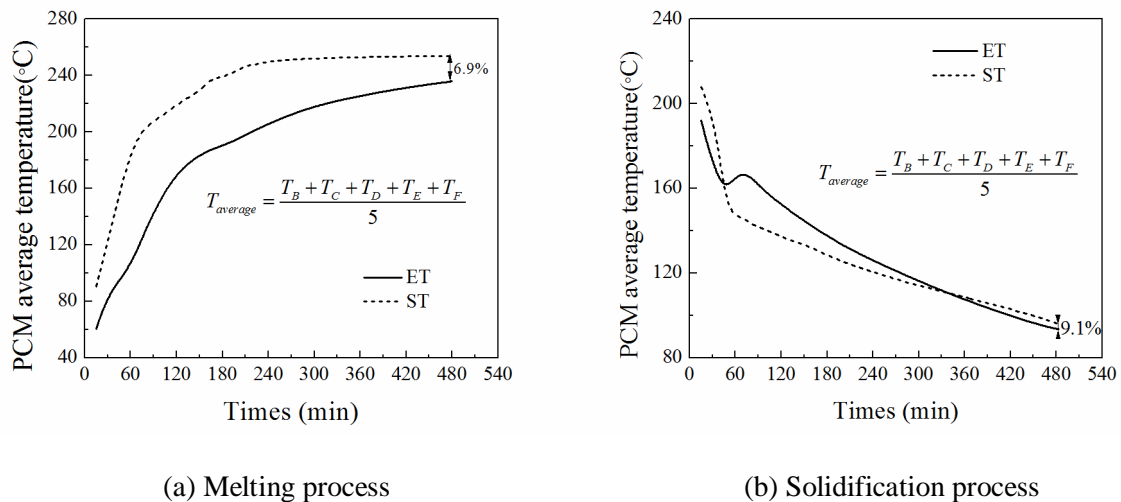 PCM average temperature(°C)
280
240
200
160
120
80
40
6.9%
T_average = (T_B + T_C + T_D + T_E + T_F) / 5
ET
ST
0 60 120 180 240 300 360 420 480 540
Times (min)
(a) Melting process
PCM average temperature(°C)
240
200
160
120
80
ET
ST
T_average = (T_B + T_C + T_D + T_E + T_F) / 5
9.1%
0 60 120 180 240 300 360 420 480 540
Times (min)
(b) Solidification process